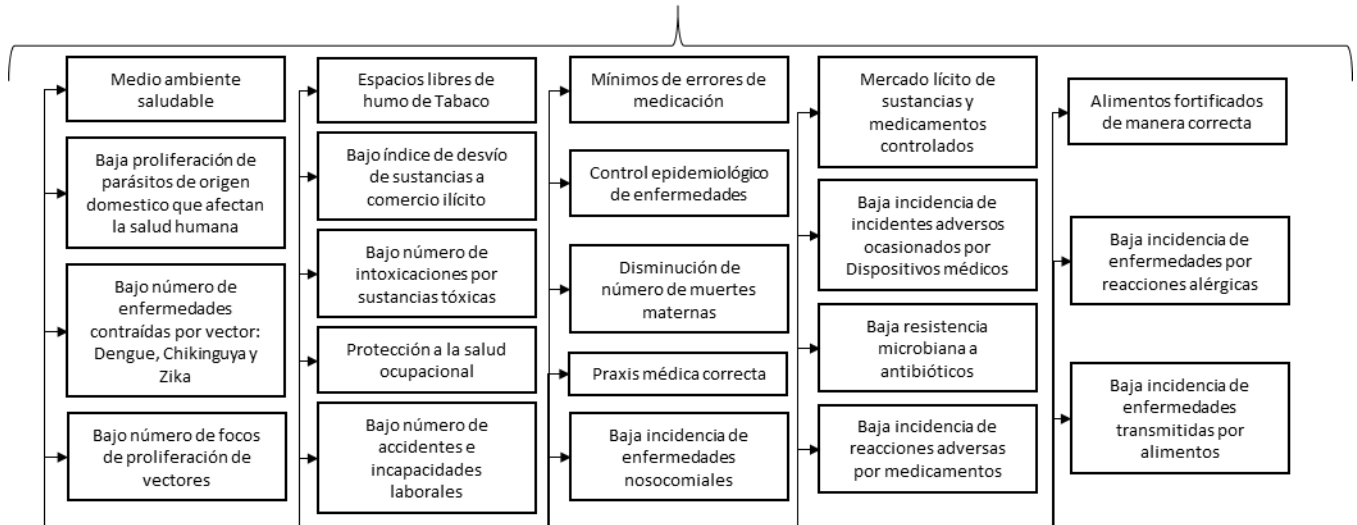 Medio ambiente
saludable
Baja proliferación de
parásitos de origen
domestico que afectan
la salud humana
Bajo número de
enfermedades
contraídas por vector:
Dengue, Chikinguya y
Zika
Bajo número de focos
de proliferación de
vectores
Espacios libres de
humo de Tabaco
Bajo índice de desvío
de sustancias a
comercio ilícito
Bajo número de
intoxicaciones por
sustancias tóxicas
Protección a la salud
ocupacional
Bajo número de
accidentes e
incapacidades
laborales
Mínimos de errores de
medicación
Control epidemiológico
de enfermedades
Disminución de
número de muertes
maternas
Praxis médica correcta
Baja incidencia de
enfermedades
nosocomiales
Mercado lícito de
sustancias y
medicamentos
controlados
Baja incidencia de
incidentes adversos
ocasionados por
Dispositivos médicos
Baja resistencia
microbiana a
antibióticos
Baja incidencia de
reacciones adversas
por medicamentos
Alimentos fortificados
de manera correcta
Baja incidencia de
enfermedades por
reacciones alérgicas
Baja incidencia de
enfermedades
transmitidas por
alimentos